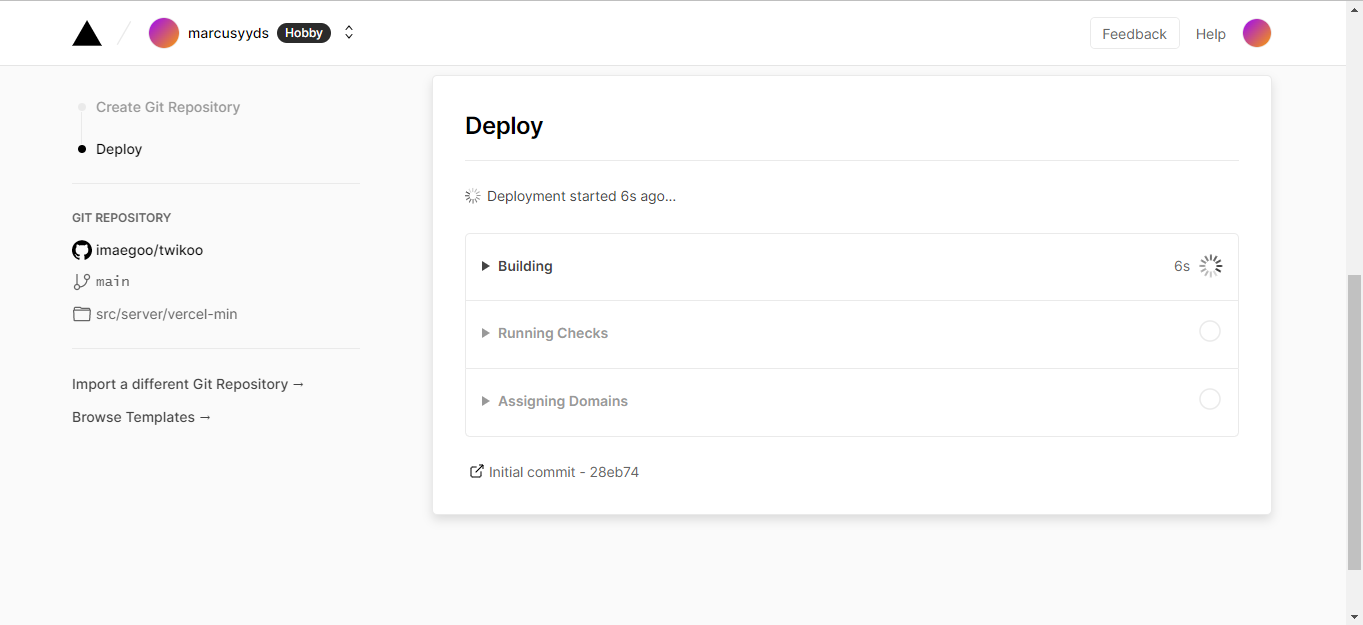 marcusyyds Hobby
Feedback Help
Create Git Repository
Deploy
GIT REPOSITORY
imaegoo/twikoo
main
src/server/vercel-min
Import a different Git Repository →
Browse Templates →
Deploy
Deployment started 6s ago...
Building 6s
Running Checks
Assigning Domains
Initial commit - 28eb74